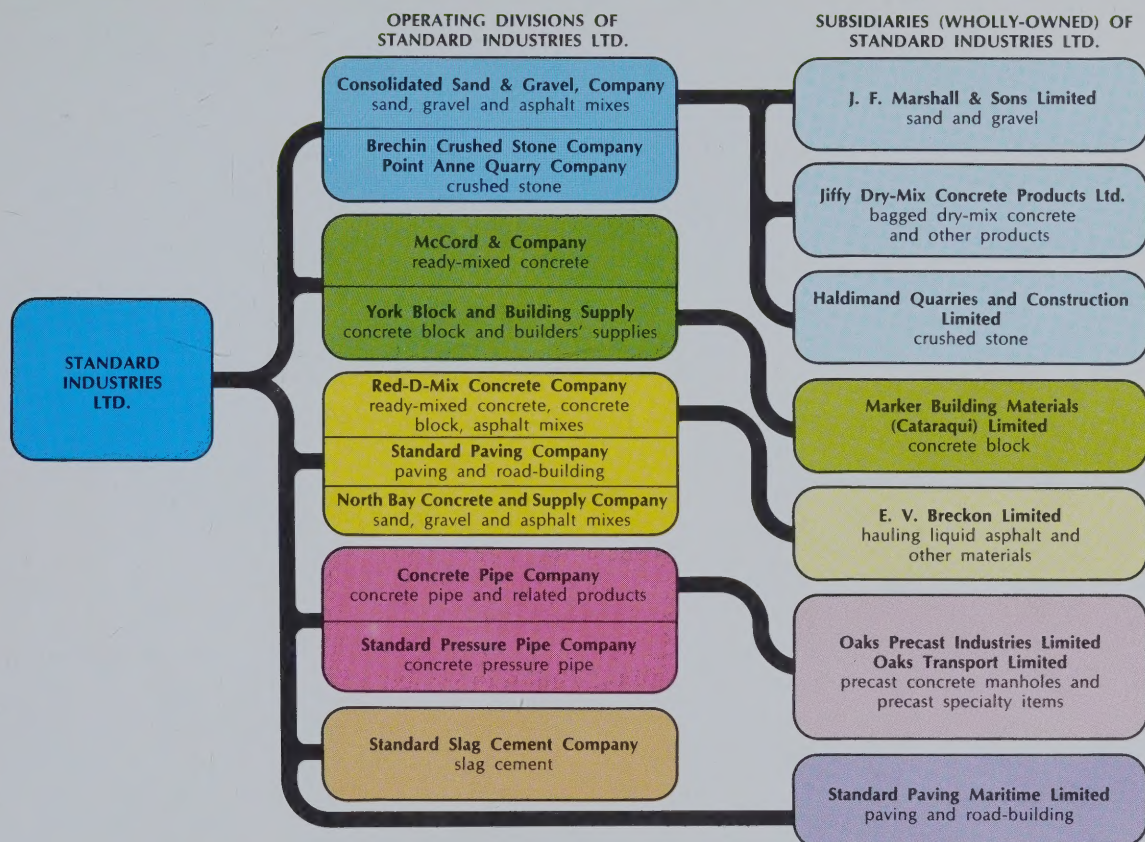 OPERATING DIVISIONS OF
STANDARD INDUSTRIES LTD.
SUBSIDIARIES (WHOLLY-OWNED) OF
STANDARD INDUSTRIES LTD.
STANDARD
INDUSTRIES
LTD.
Consolidated Sand & Gravel, Company
sand, gravel and asphalt mixes
Brechin Crushed Stone Company
Point Anne Quarry Company
crushed stone
McCord & Company
ready-mixed concrete
York Block and Building Supply
concrete block and builders' supplies
Red-D-Mix Concrete Company
ready-mixed concrete, concrete
block, asphalt mixes
Standard Paving Company
paving and road-building
North Bay Concrete and Supply Company
sand, gravel and asphalt mixes
Concrete Pipe Company
concrete pipe and related products
Standard Pressure Pipe Company
concrete pressure pipe
Standard Slag Cement Company
slag cement
J. F. Marshall & Sons Limited
sand and gravel
Jiffy Dry-Mix Concrete Products Ltd.
bagged dry-mix concrete
and other products
Haldimand Quarries and Construction
Limited
crushed stone
Marker Building Materials
(Cataraqui) Limited
concrete block
E. V. Breckon Limited
hauling liquid asphalt and
other materials
Oaks Precast Industries Limited
Oaks Transport Limited
precast concrete manholes and
precast specialty items
Standard Paving Maritime Limited
paving and road-building